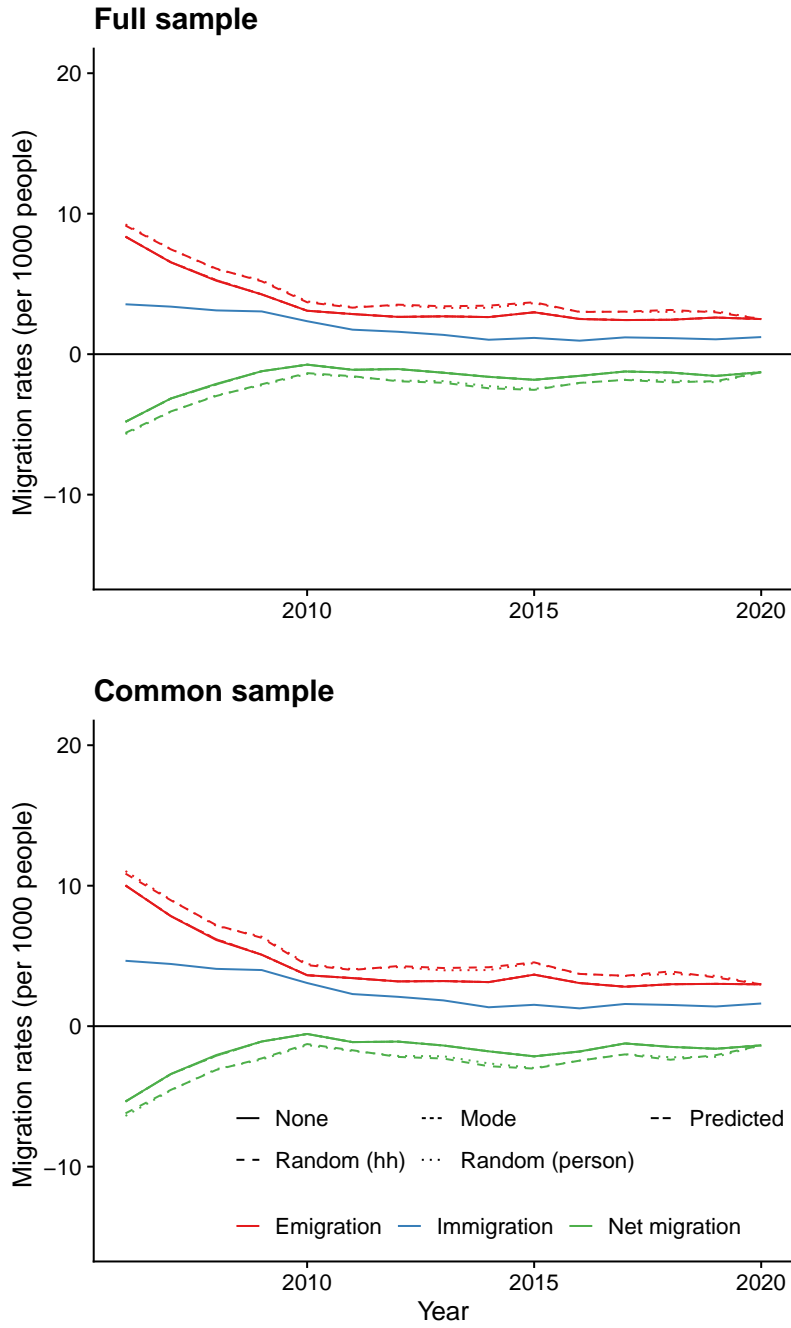 Full sample
Migration rates (per 1000 people)
20
10
0
−10
2010 2015 2020
Common sample
Migration rates (per 1000 people)
20
10
0
−10
None Mode Predicted
Random (hh) Random (person)
Emigration Immigration Net migration
2010 2015 2020
Year